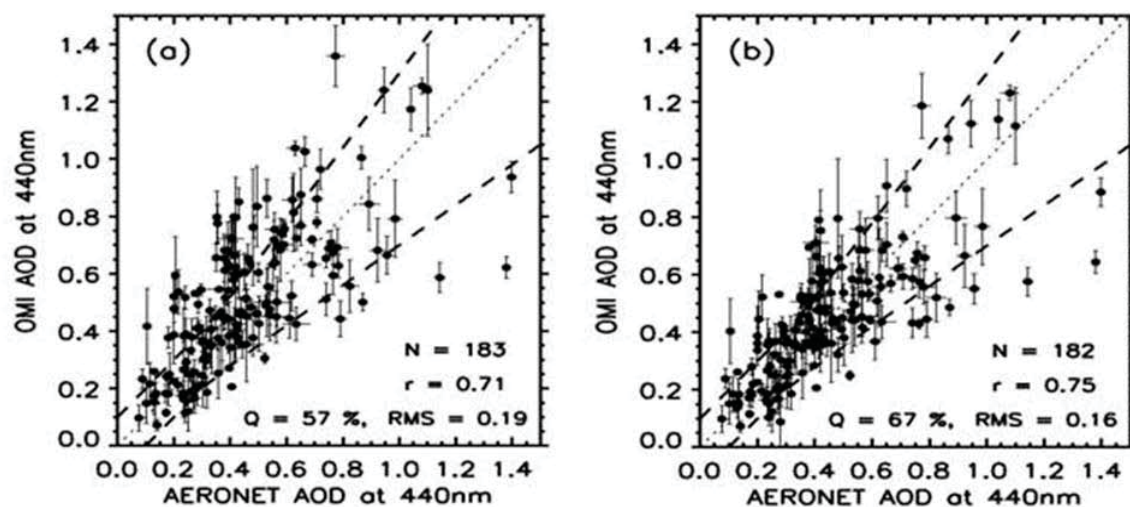 (a)
OMI AOD at 440nm
1.4
1.2
1.0
0.8
0.6
0.4
0.2
0.0
N = 183
r = 0.71
Q = 57 %, RMS = 0.19
0.0 0.2 0.4 0.6 0.8 1.0 1.2 1.4
AERONET AOD at 440nm
(b)
OMI AOD at 440nm
1.4
1.2
1.0
0.8
0.6
0.4
0.2
0.0
N = 182
r = 0.75
Q = 67 %, RMS = 0.16
0.0 0.2 0.4 0.6 0.8 1.0 1.2 1.4
AERONET AOD at 440nm